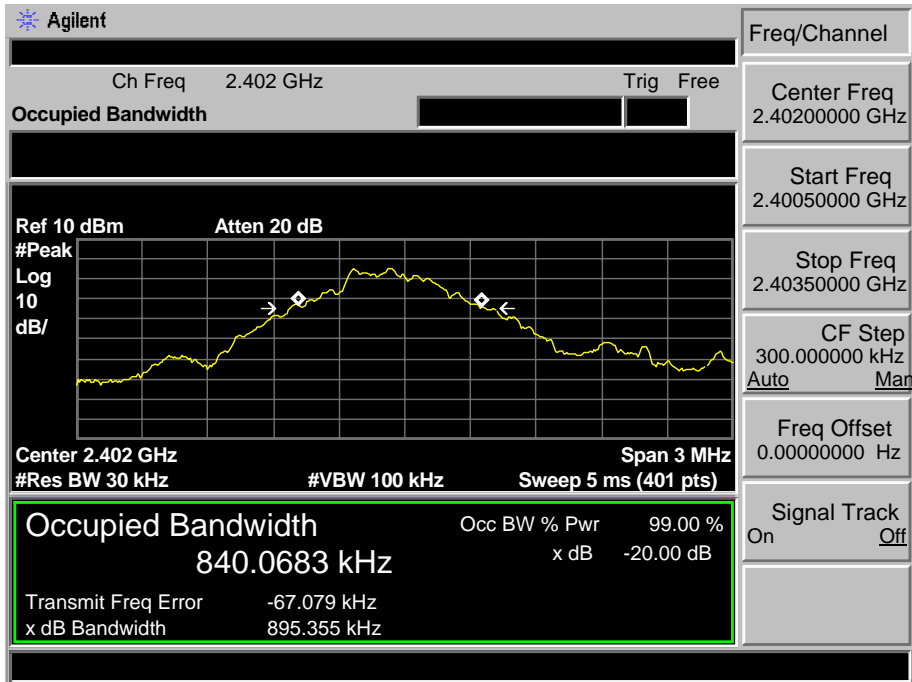 Agilent
Freq/Channel
Ch Freq 2.402 GHz Trig Free
Occupied Bandwidth
Center Freq
2.40200000 GHz
Start Freq
2.40050000 GHz
Stop Freq
2.40350000 GHz
CF Step
300.000000 kHz
Auto Man
Freq Offset
0.00000000 Hz
Signal Track
On Off
Ref 10 dBm Atten 20 dB
#Peak
Log
10
dB/
Center 2.402 GHz Span 3 MHz
#Res BW 30 kHz #VBW 100 kHz Sweep 5 ms (401 pts)
Occupied Bandwidth
840.0683 kHz
Occ BW % Pwr 99.00 %
x dB -20.00 dB
Transmit Freq Error -67.079 kHz
x dB Bandwidth 895.355 kHz